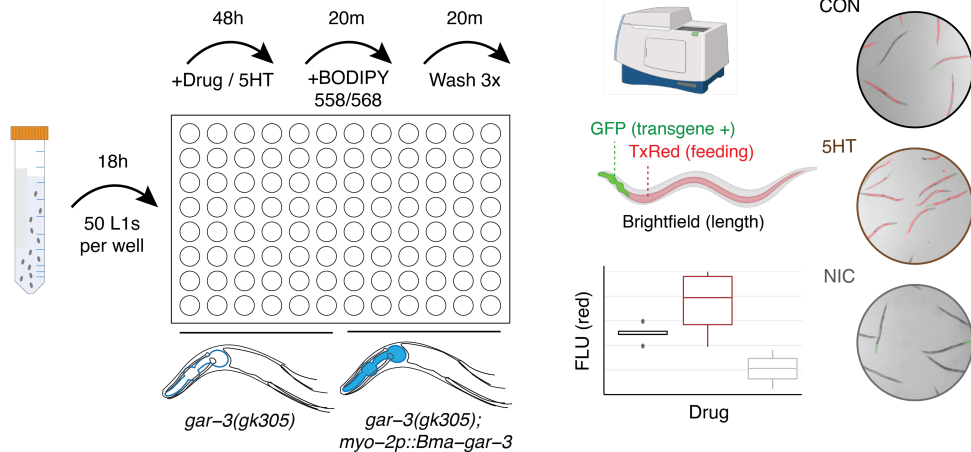 48h
20m
20m
+Drug / 5HT
+BODIPY
558/568
Wash 3x
18h
50 L1s
per well
gar−3(gk305)
gar−3(gk305);
myo−2p::Bma−gar−3
GFP (transgene +)
TxRed (feeding)
Brightfield (length)
FLU (red)
Drug
CON
5HT
NIC